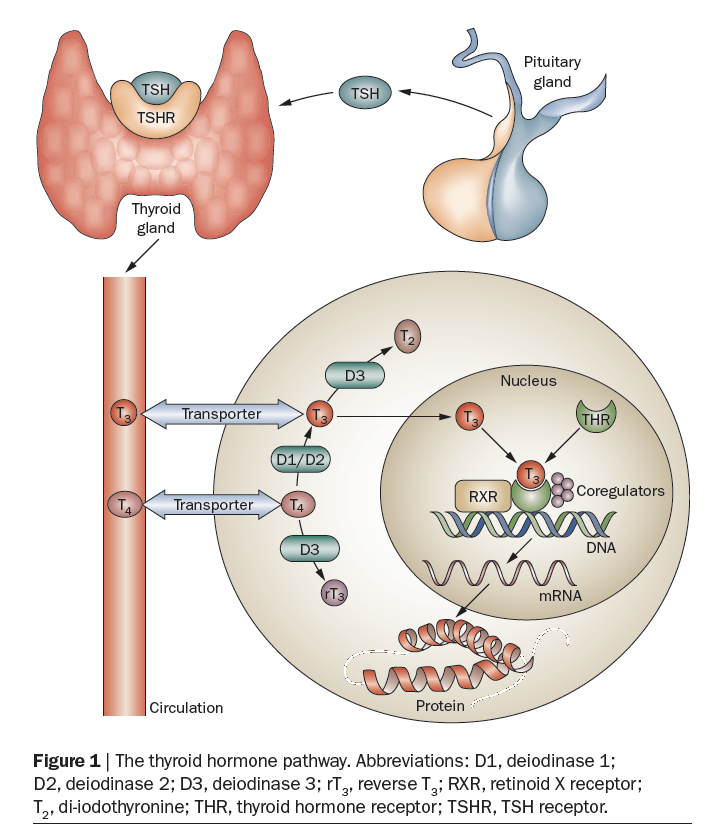 TSH
TSHR
TSH
Pituitary
gland
Thyroid
gland
T₂
D3
Nucleus
T₃
Transporter
T₃
T₃
THR
D1/D2
T₃
RXR
Coregulators
T₄
Transporter
T₄
DNA
D3
mRNA
rT₃
Protein
Circulation
Figure 1 | The thyroid hormone pathway. Abbreviations: D1, deiodinase 1;
D2, deiodinase 2; D3, deiodinase 3; rT₃, reverse T₃; RXR, retinoid X receptor;
T₂, di-iodothyronine; THR, thyroid hormone receptor; TSHR, TSH receptor.